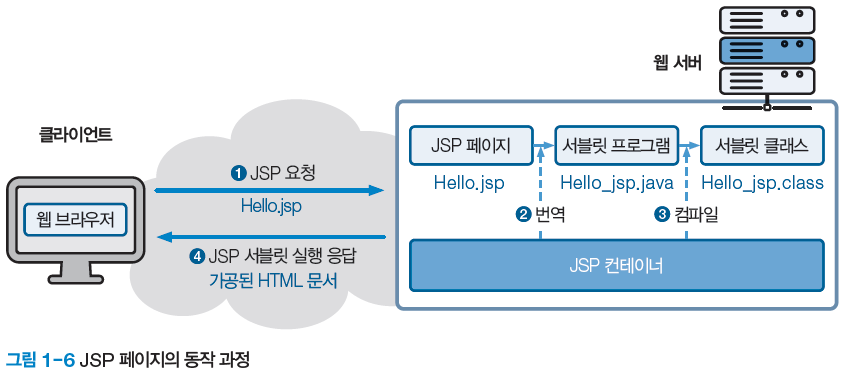 웹 서버
클라이언트
웹 브라우저
❶ JSP 요청
Hello.jsp
❹ JSP 서블릿 실행 응답
가공된 HTML 문서
JSP 페이지
서블릿 프로그램
서블릿 클래스
Hello.jsp
Hello_jsp.java
Hello_jsp.class
❷ 번역
❸ 컴파일
JSP 컨테이너
그림 1-6 JSP 페이지의 동작 과정